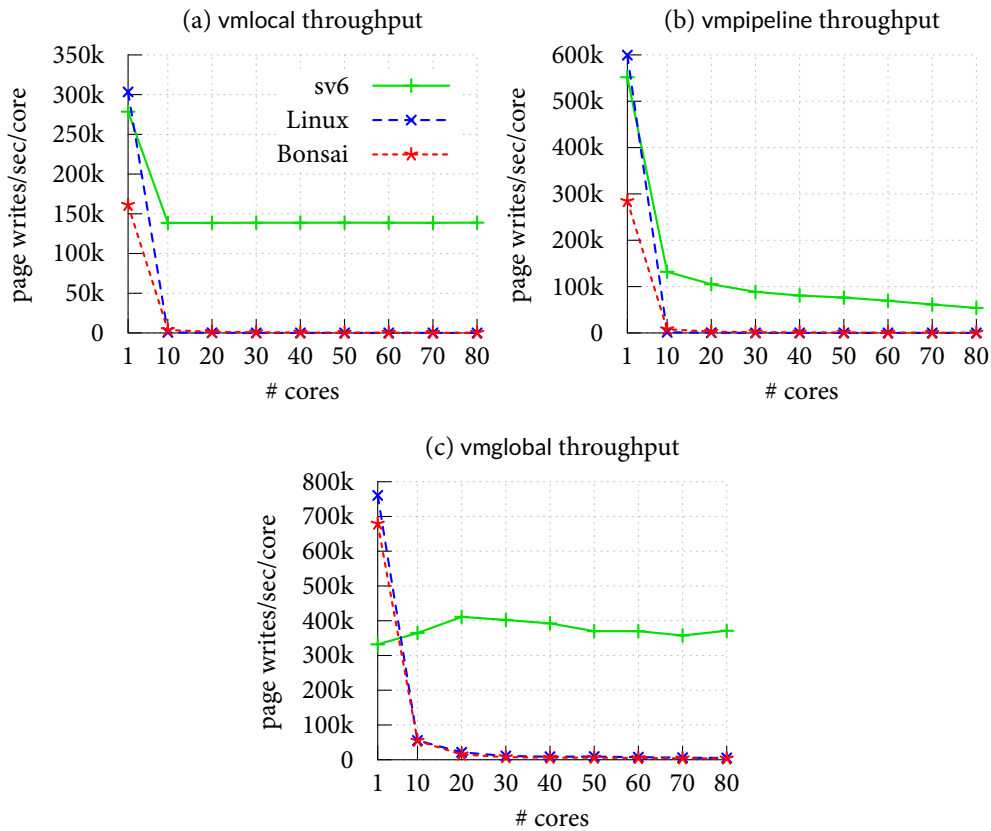 (a) vmlocal throughput
350k
300k
250k
200k
150k
100k
50k
0
page writes/sec/core
sv6
Linux
Bonsai
1 10 20 30 40 50 60 70 80
# cores
(b) vmpipeline throughput
600k
500k
400k
300k
200k
100k
0
page writes/sec/core
1 10 20 30 40 50 60 70 80
# cores
(c) vmglobal throughput
800k
700k
600k
500k
400k
300k
200k
100k
0
page writes/sec/core
1 10 20 30 40 50 60 70 80
# cores